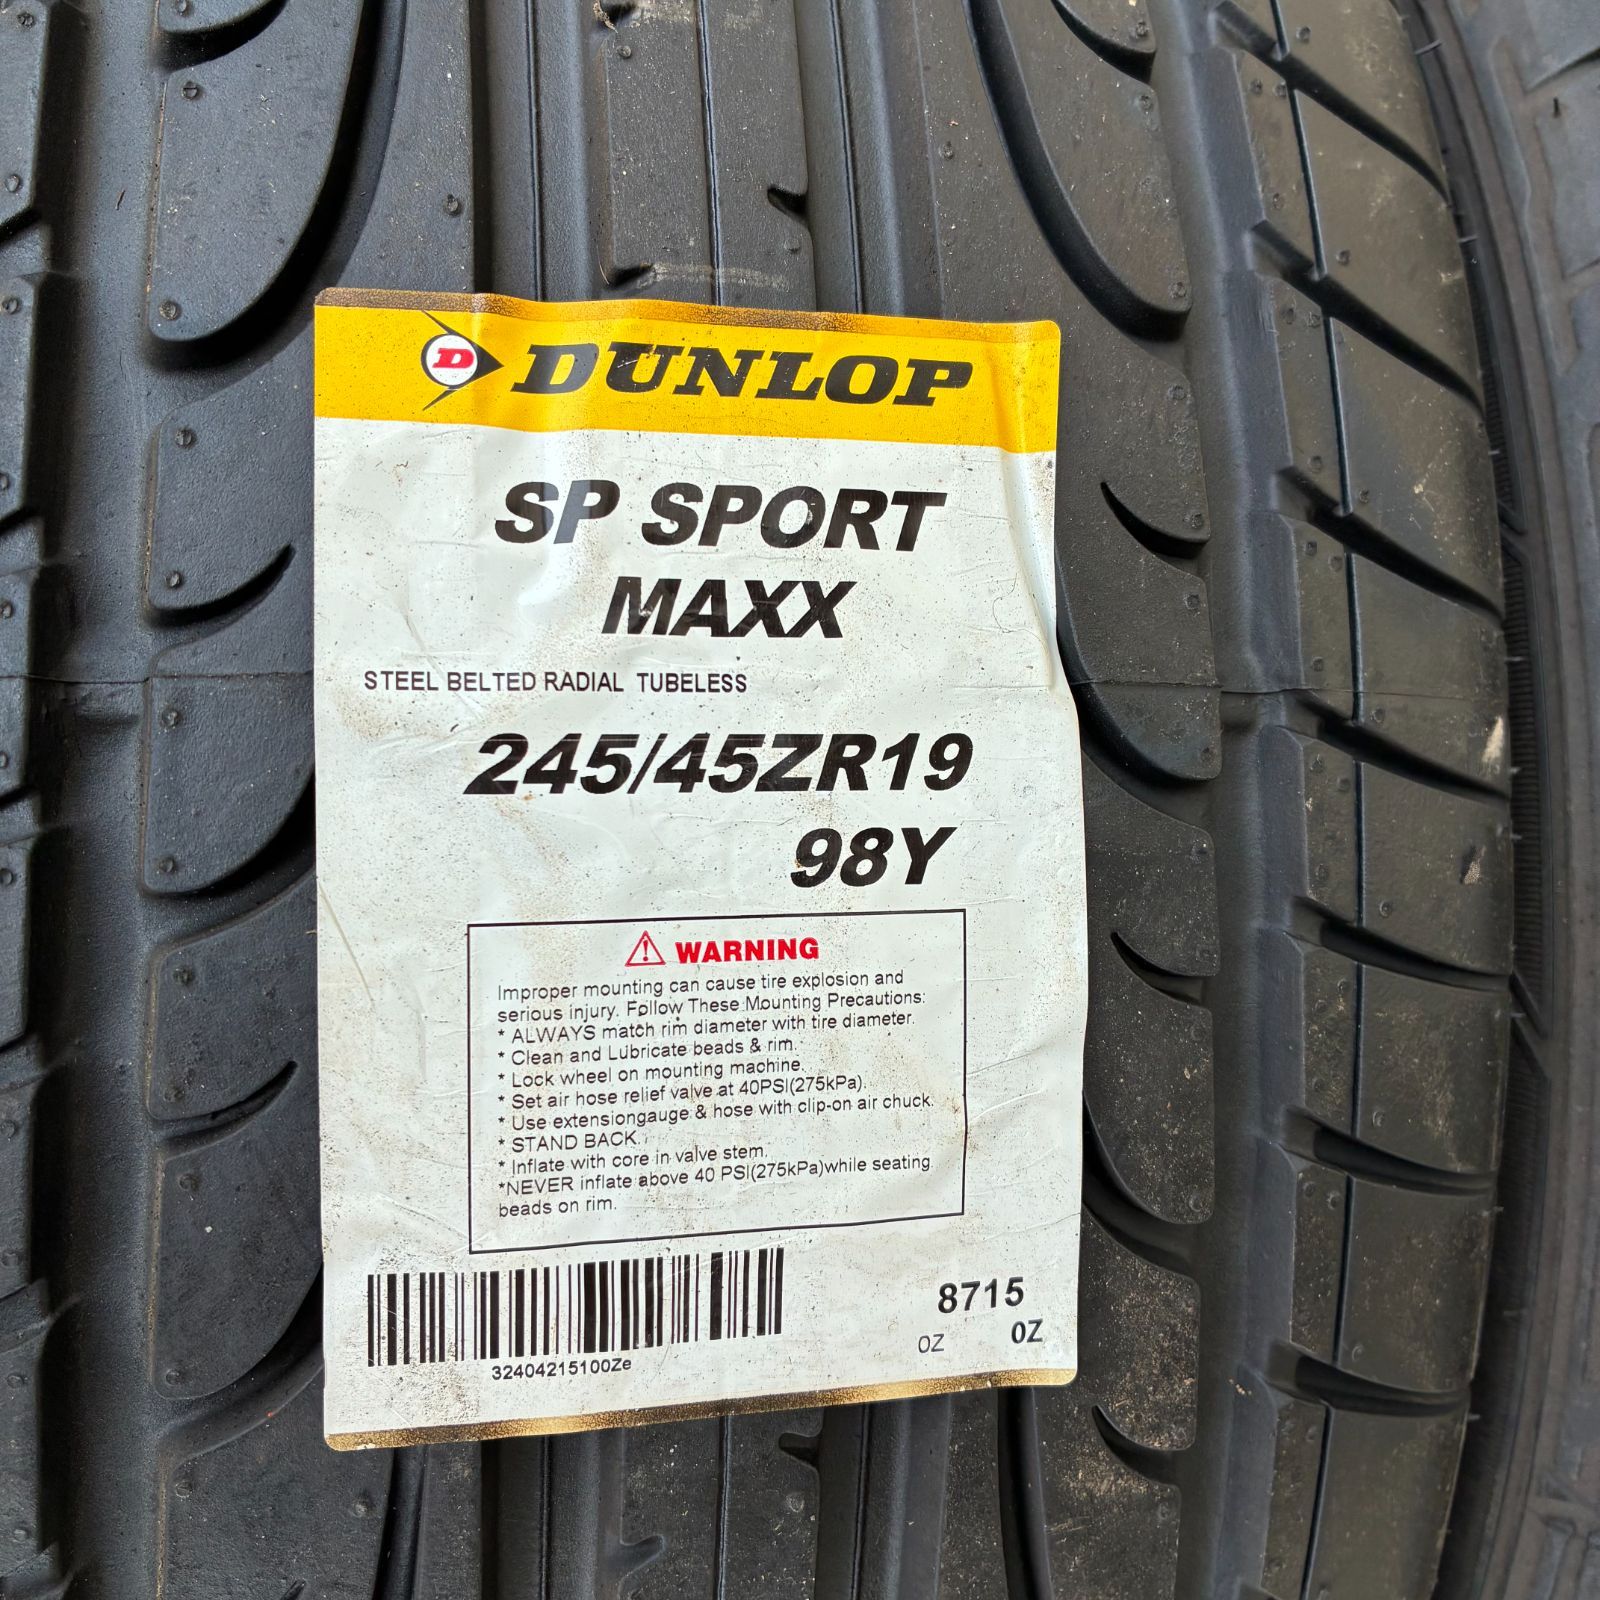 D DUNLOP
SP SPORT
MAXX
STEEL BELTED RADIAL TUBELESS
245/45ZR19
98Y
WARNING
Improper mounting can cause tire explosion and
serious injury. Follow These Mounting Precautions:
* ALWAYS match rim diameter with tire diameter.
* Clean and Lubricate beads & rim.
* Lock wheel on mounting machine.
* Set air hose relief valve at 40PSI(275kPa).
* Use extensiongauge & hose with clip-on air chuck.
* STAND BACK.
* Inflate with core in valve stem.
*NEVER inflate above 40 PSI(275kPa)while seating
beads on rim.
32404215100Ze
8715
0Z 0Z